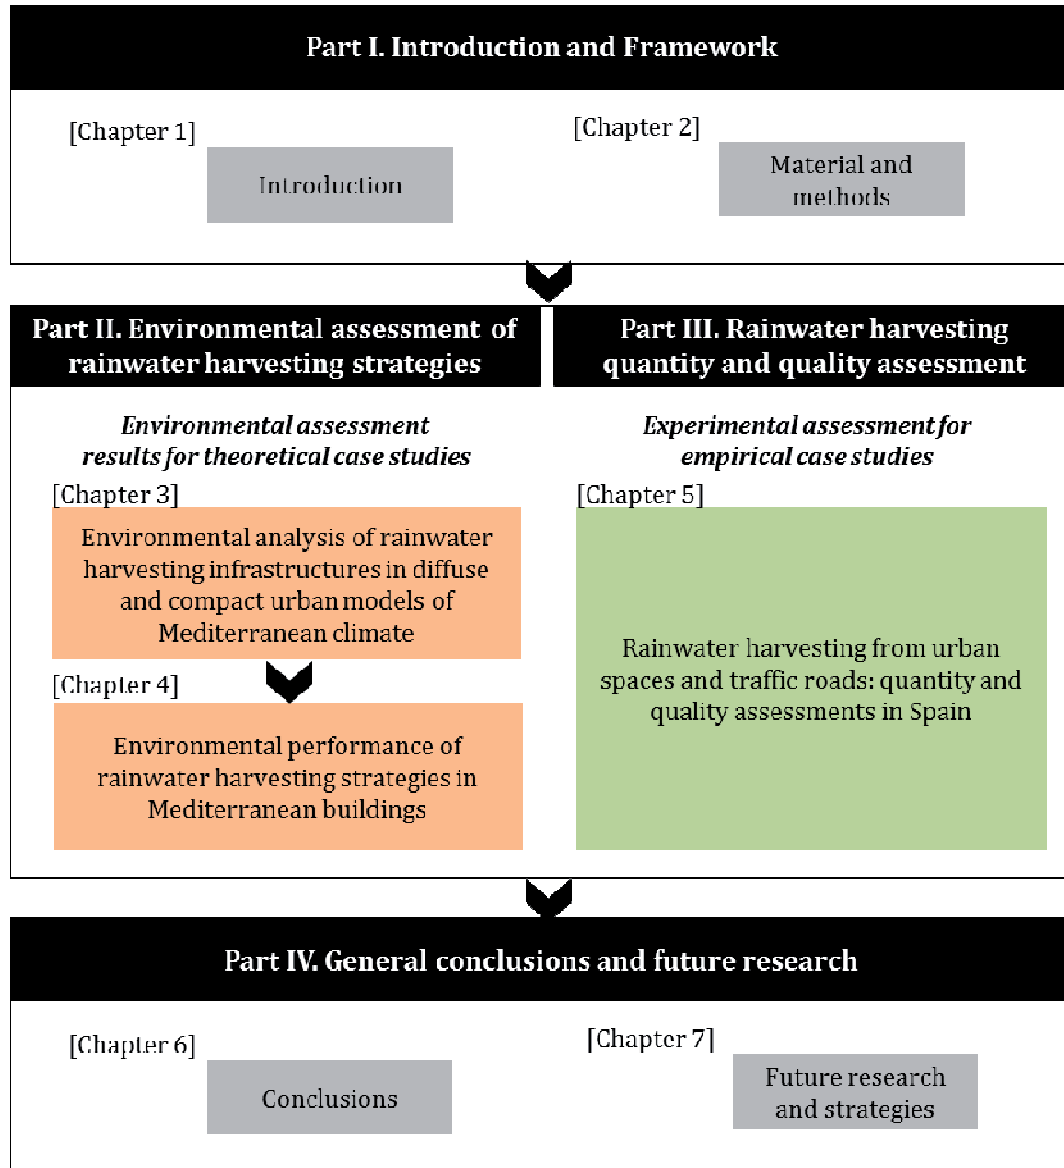 Part I. Introduction and Framework
[Chapter 1]
Introduction
[Chapter 2]
Material and
methods
Part II. Environmental assessment of
rainwater harvesting strategies
Environmental assessment
results for theoretical case studies
[Chapter 3]
Environmental analysis of rainwater
harvesting infrastructures in diffuse
and compact urban models of
Mediterranean climate
[Chapter 4]
Environmental performance of
rainwater harvesting strategies in
Mediterranean buildings
Part III. Rainwater harvesting
quantity and quality assessment
Experimental assessment for
empirical case studies
[Chapter 5]
Rainwater harvesting from urban
spaces and traffic roads: quantity and
quality assessments in Spain
Part IV. General conclusions and future research
[Chapter 6]
Conclusions
[Chapter 7]
Future research
and strategies